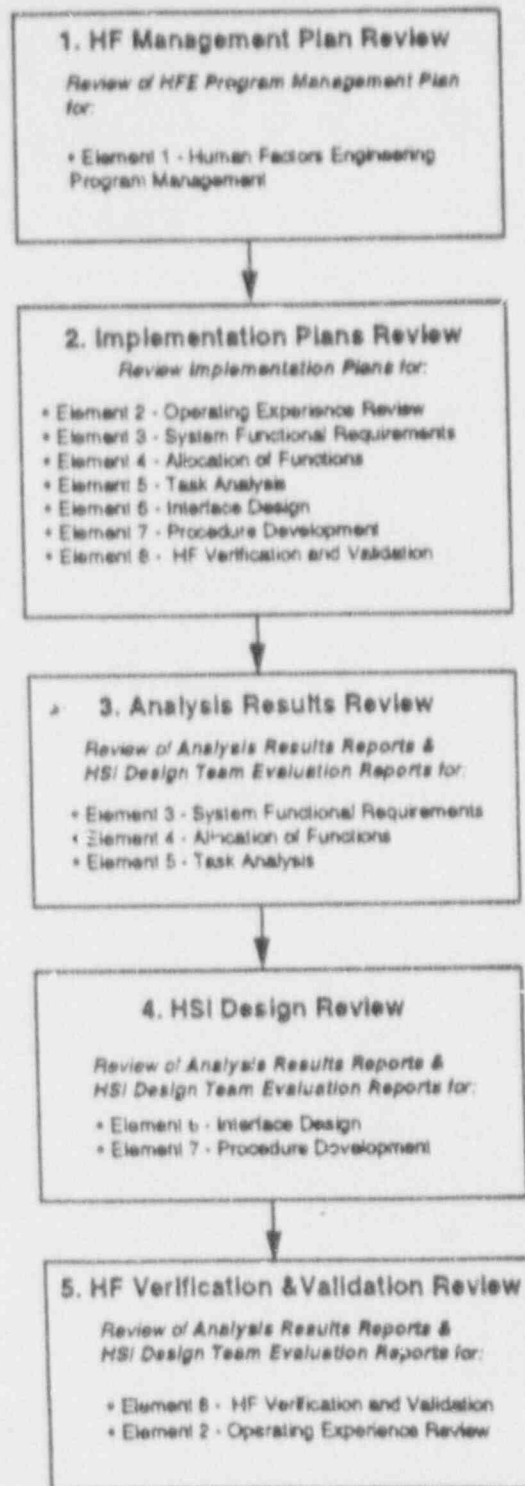 1. HF Management Plan Review
Review of HFE Program Management Plan
for:
• Element 1 - Human Factors Engineering
Program Management
2. Implementation Plans Review
Review Implementation Plans for:
• Element 2 - Operating Experience Review
• Element 3 - System Functional Requirements
• Element 4 - Allocation of Functions
• Element 5 - Task Analysis
• Element 6 - Interface Design
• Element 7 - Procedure Development
• Element 8 - HF Verification and Validation
3. Analysis Results Review
Review of Analysis Results Reports &
HSI Design Team Evaluation Reports for:
• Element 3 - System Functional Requirements
• Element 4 - Allocation of Functions
• Element 5 - Task Analysis
4. HSI Design Review
Review of Analysis Results Reports &
HSI Design Team Evaluation Reports for:
• Element 6 - Interface Design
• Element 7 - Procedure Development
5. HF Verification &Validation Review
Review of Analysis Results Reports &
HSI Design Team Evaluation Reports for:
• Element 8 - HF Verification and Validation
• Element 2 - Operating Experience Review